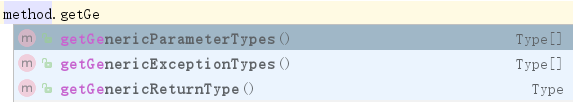 method.getGe
m getGenericParameterTypes() Type[]
m getGenericExceptionTypes() Type[]
m getGenericReturnType() Type